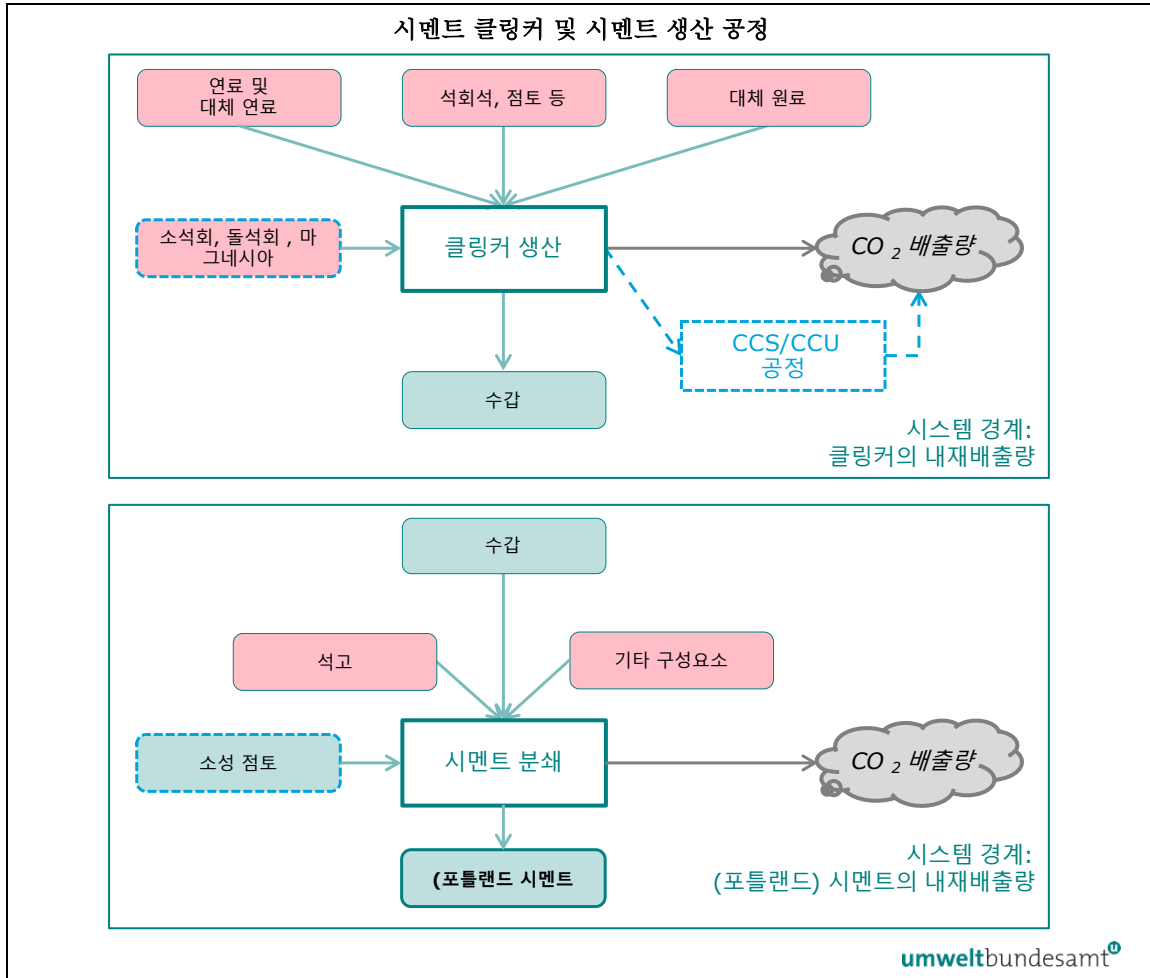 시멘트 클링커 및 시멘트 생산 공정
연료 및
대체 연료
석회석, 점토 등
대체 원료
소석회, 돌석회 , 마
그네시아
클링커 생산
CO 2 배출량
CCS/CCU
공정
수갑
시스템 경계:
클링커의 내재배출량
수갑
석고
기타 구성요소
소성 점토
시멘트 분쇄
CO 2 배출량
(포틀랜드 시멘트
시스템 경계:
(포틀랜드) 시멘트의 내재배출량
umweltbundesamt u